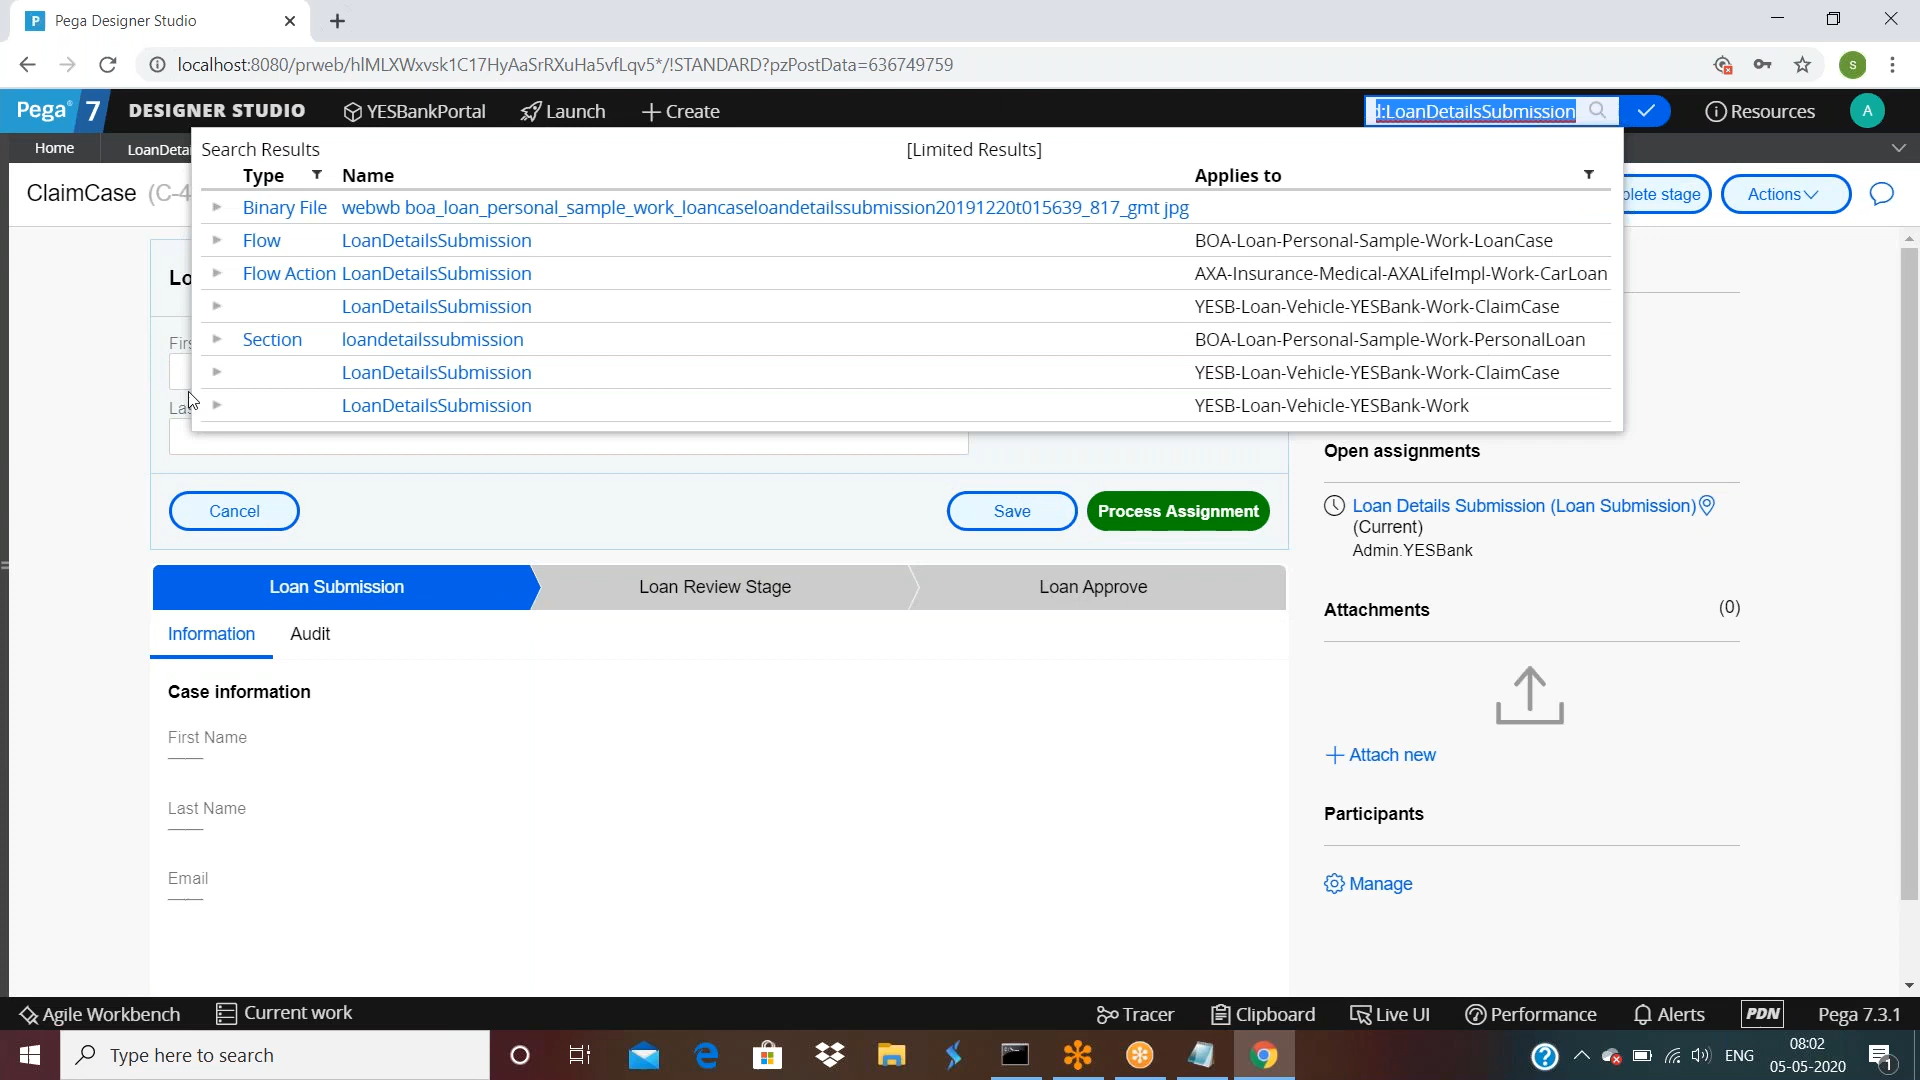 Pega Designer Studio
localhost:8080/prweb/hIMLXWxvsk1C17HyAaSrRXuHa5vfLqv5*/!STANDARD?pzPostData=636749759
S
Pega 7 DESIGNER STUDIO YESBankPortal Launch Create :LoanDetailsSubmission Resources A
Home LoanDetai
Search Results [Limited Results]
Type Name Applies to
ClaimCase (C-4 plete stage Actions
Binary File webwb boa_loan_personal_sample_work_loancaseloandetailssubmission20191220t015639_817_gmt jpg
Flow LoanDetailsSubmission BOA-Loan-Personal-Sample-Work-LoanCase
Flow Action LoanDetailsSubmission AXA-Insurance-Medical-AXALifeImpl-Work-CarLoan
LoanDetailsSubmission YESB-Loan-Vehicle-YESBank-Work-ClaimCase
Section loandetailssubmission BOA-Loan-Personal-Sample-Work-PersonalLoan
LoanDetailsSubmission YESB-Loan-Vehicle-YESBank-Work-ClaimCase
LoanDetailsSubmission YESB-Loan-Vehicle-YESBank-Work
Lo
Firs
Las
Cancel Save Process Assignment
Open assignments
Loan Details Submission (Loan Submission)
(Current)
Admin.YESBank
Loan Submission Loan Review Stage Loan Approve
Information Audit
Attachments (0)
Attach new
Case information
First Name
Last Name
Email
Participants
Manage
Agile Workbench Current work Tracer Clipboard Live UI Performance Alerts PDN Pega 7.3.1
Type here to search ENG 08:02
05-05-2020
1